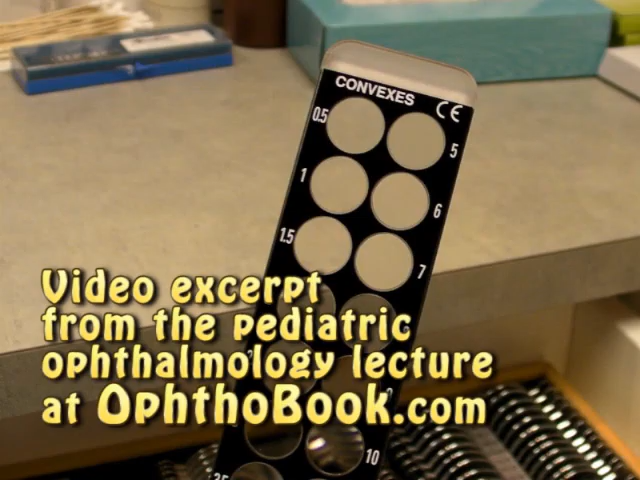 CONVEXES CE
0.5 5
1 6
1.5 7
10
Video excerpt
from the pediatric
ophthalmology lecture
at OphthoBook.com